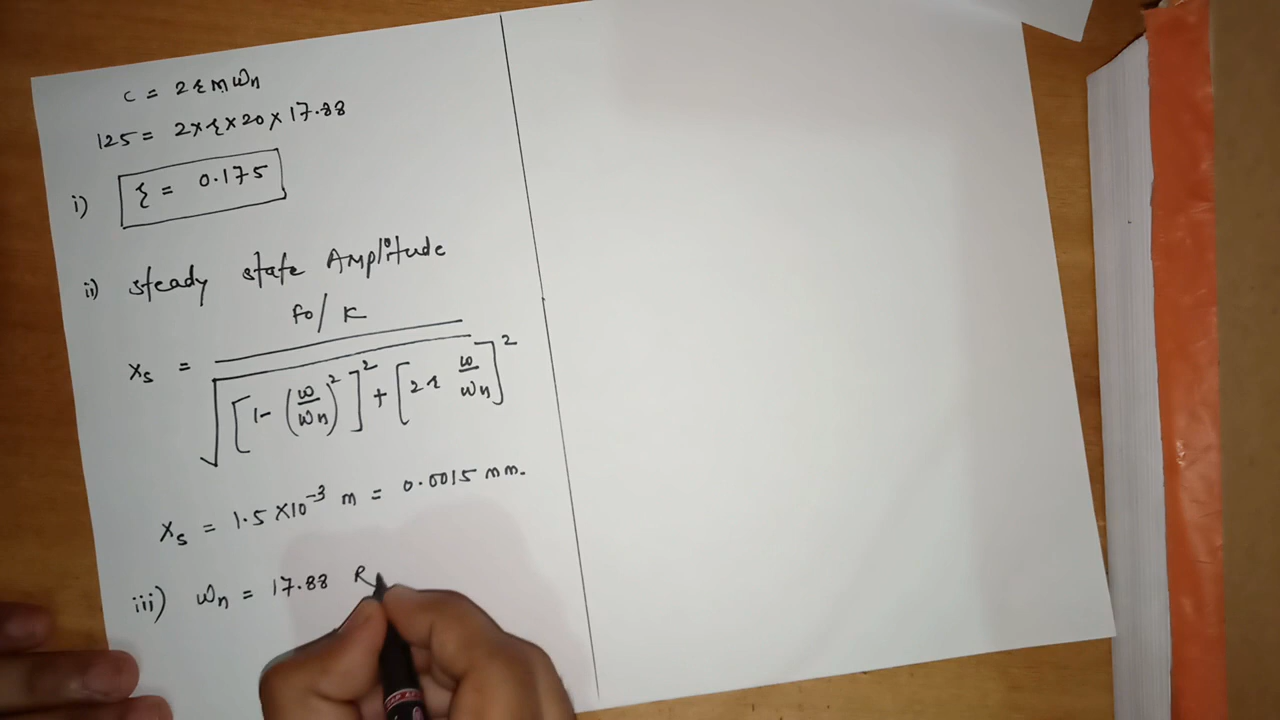 c = 2ξmωn
125 = 2×ξ×20×17.88
i) ξ = 0.175
ii) steady state Amplitude
xs = Fo/K / √([1-(ω/ωn)²]² + [2ξ ω/ωn]²)
xs = 1.5×10⁻³ m = 0.0015 mm.
iii) ωn = 17.88 R